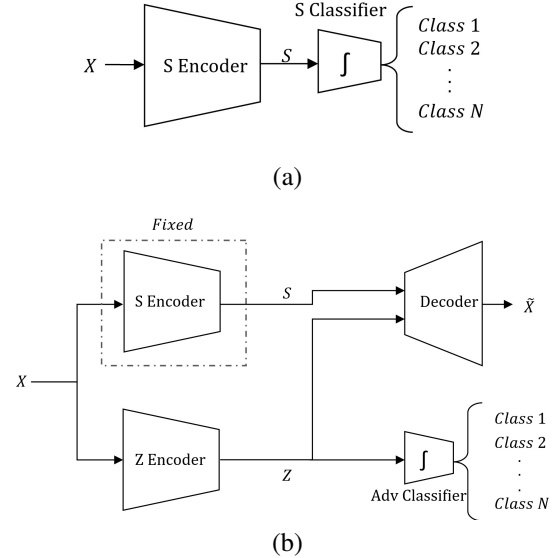 S Classifier
X
S Encoder
S
∫
Class 1
Class 2
⋮
Class N
(a)
Fixed
S Encoder
S
Decoder
X̃
X
Z Encoder
Z
∫
Adv Classifier
Class 1
Class 2
⋮
Class N
(b)